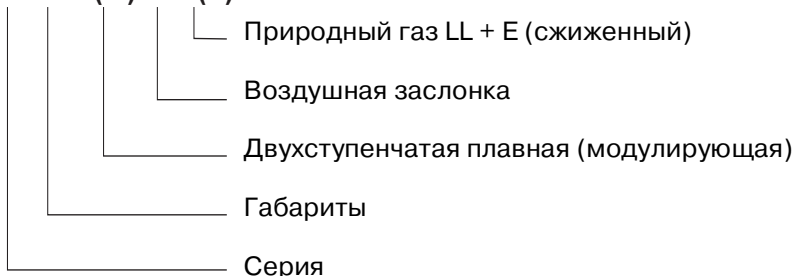 Природный газ LL + E (сжиженный)
Воздушная заслонка
Двухступенчатая плавная (модулирующая)
Габариты
Серия